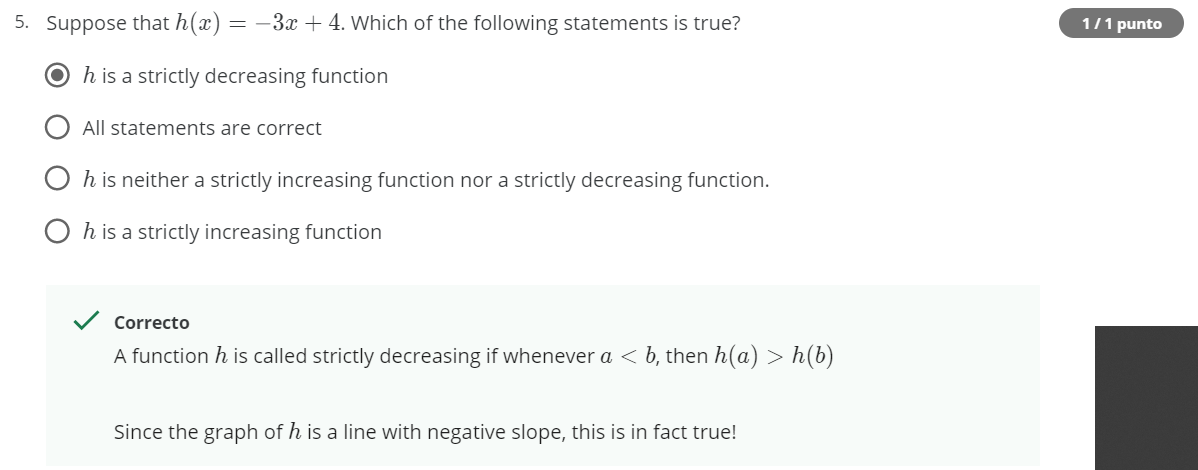 5. Suppose that h(x) = −3x + 4. Which of the following statements is true?
1 / 1 punto
h is a strictly decreasing function
All statements are correct
h is neither a strictly increasing function nor a strictly decreasing function.
h is a strictly increasing function
Correcto
A function h is called strictly decreasing if whenever a < b, then h(a) > h(b)
Since the graph of h is a line with negative slope, this is in fact true!